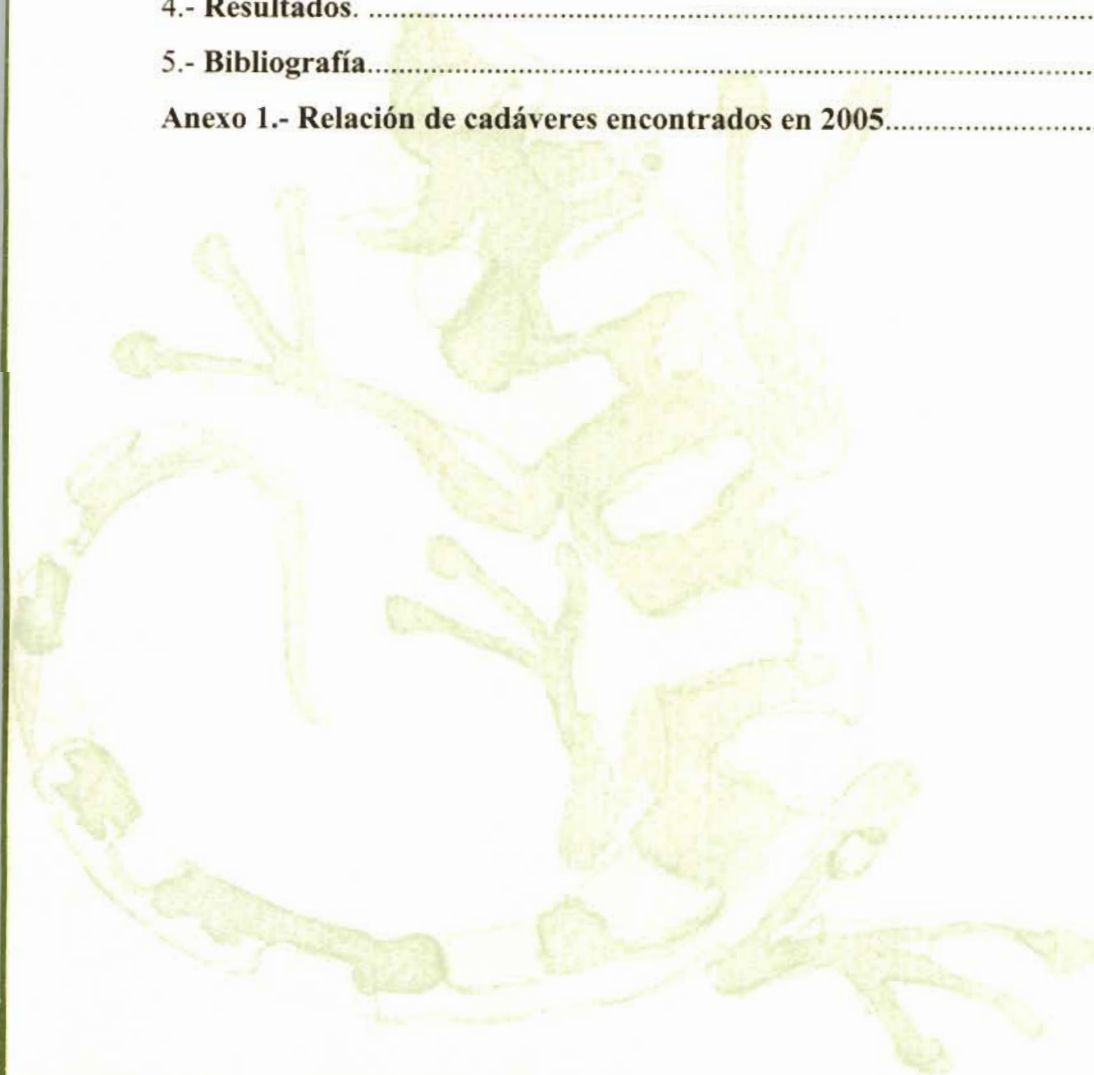 4.- Resultados. ........................................................................................................
5.- Bibliografía........................................................................................................
Anexo 1.- Relación de cadáveres encontrados en 2005..............................